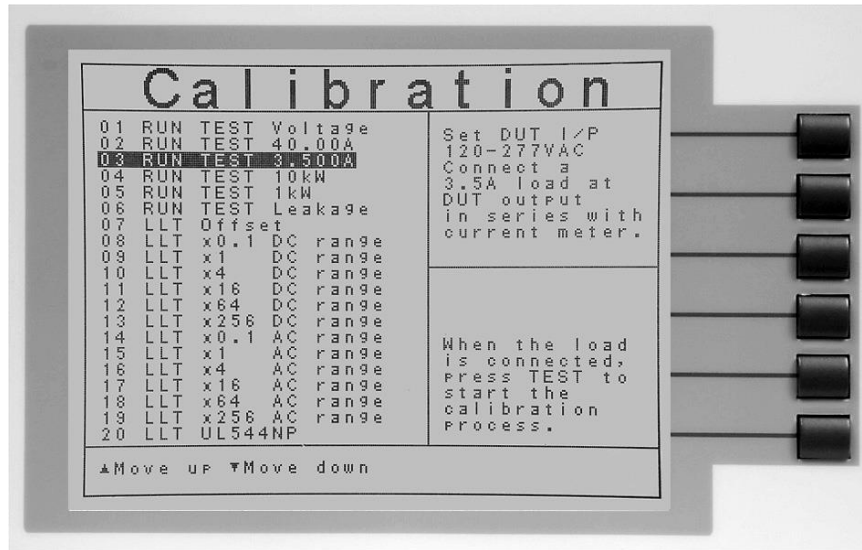 Calibration
01 RUN TEST Voltage
02 RUN TEST 40.00A
03 RUN TEST 3.500A
04 RUN TEST 10kW
05 RUN TEST 1kW
06 RUN TEST Leakage
07 LLT Offset
08 LLT x0.1 DC range
09 LLT x1 DC range
10 LLT x4 DC range
11 LLT x16 DC range
12 LLT x64 DC range
13 LLT x256 DC range
14 LLT x0.1 AC range
15 LLT x1 AC range
16 LLT x4 AC range
17 LLT x16 AC range
18 LLT x64 AC range
19 LLT x256 AC range
20 LLT UL544NP
Set DUT I/P
120-277VAC
Connect a
3.5A load at
DUT output
in series with
current meter.
When the load
is connected,
press TEST to
start the
calibration
process.
▲Move up ▼Move down